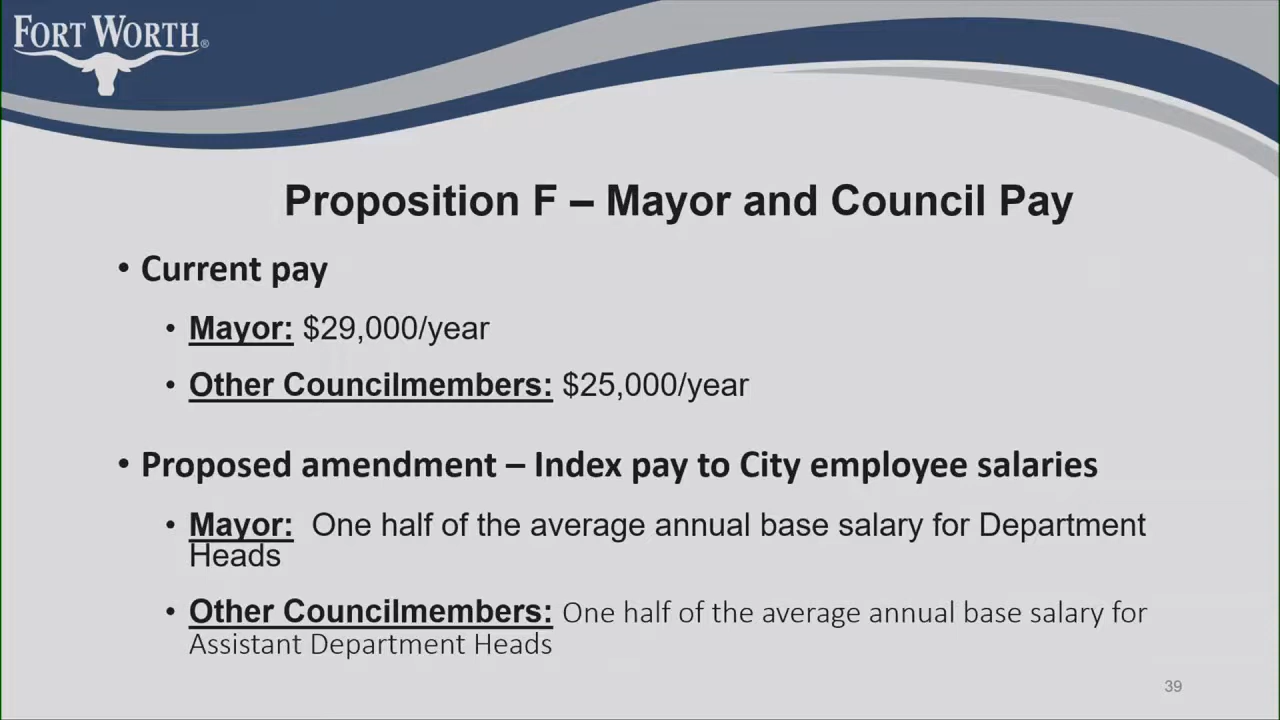 FORT WORTH®
Proposition F – Mayor and Council Pay
• Current pay
• Mayor: $29,000/year
• Other Councilmembers: $25,000/year
• Proposed amendment – Index pay to City employee salaries
• Mayor: One half of the average annual base salary for Department
Heads
• Other Councilmembers: One half of the average annual base salary for
Assistant Department Heads
39